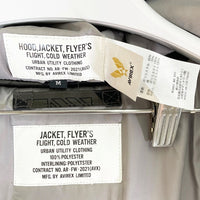 HOOD, JACKET, FLYER'S
FLIGHT, COLD WEATHER
URBAN UTILITY CLOTHING
CONTRACT NO. AR-FW-2021(AVX)
MFG. BY AVIREX LIMITED
M
AVIREX
JACKET, FLYER'S
FLIGHT, COLD WEATHER
URBAN UTILITY CLOTHING
100% POLYESTER
INTERLINING:POLYESTER
CONTRACT NO. AR-FW-2021(AVX)
MFG. BY AVIREX LIMITED